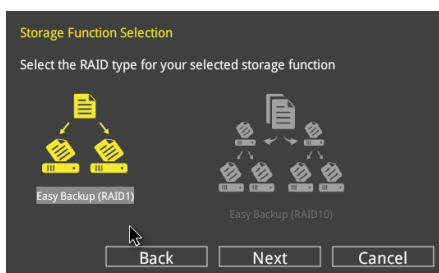 Storage Function Selection
Select the RAID type for your selected storage function
Easy Backup (RAID1)
Easy Backup (RAID10)
Back
Next
Cancel